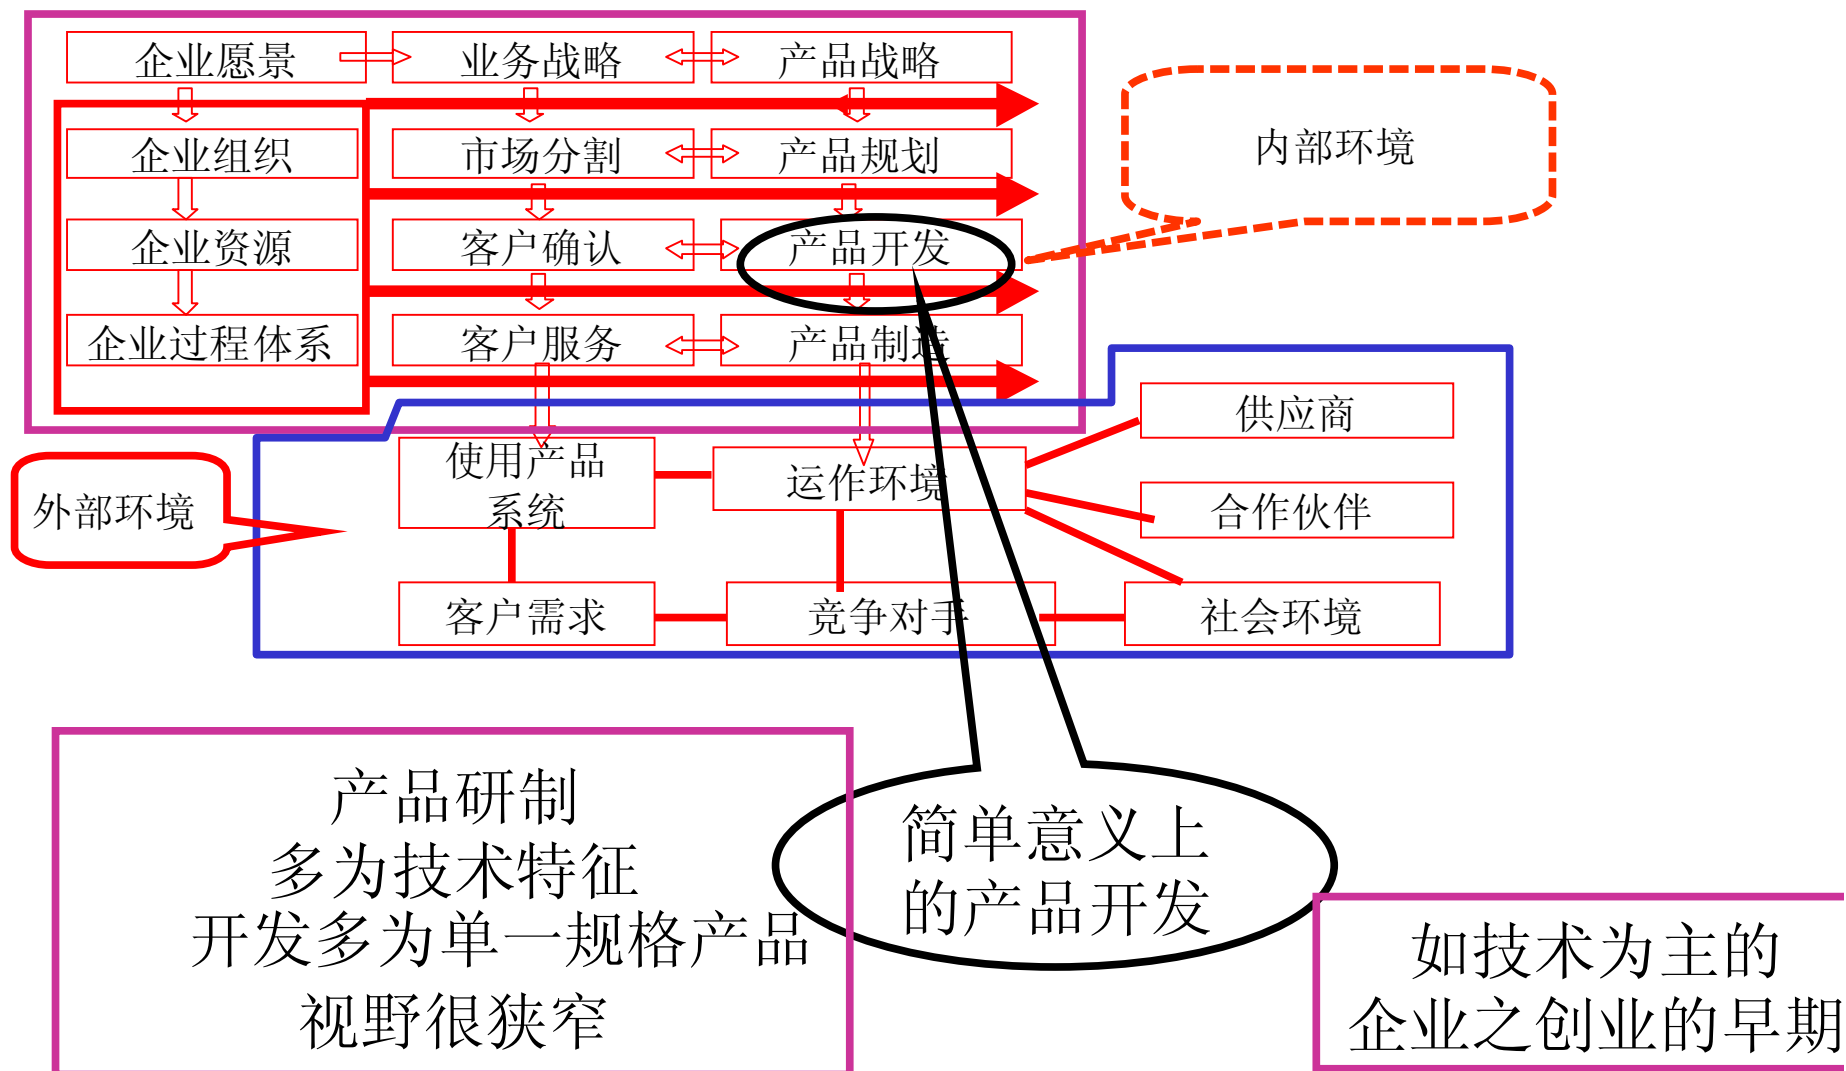 企业愿景
业务战略
产品战略
企业组织
市场分割
产品规划
内部环境
企业资源
客户确认
产品开发
企业过程体系
客户服务
产品制造
供应商
使用产品
系统
运作环境
外部环境
合作伙伴
客户需求
竞争对手
社会环境
产品研制
多为技术特征
开发多为单一规格产品
视野很狭窄
简单意义上
的产品开发
如技术为主的
企业之创业的早期